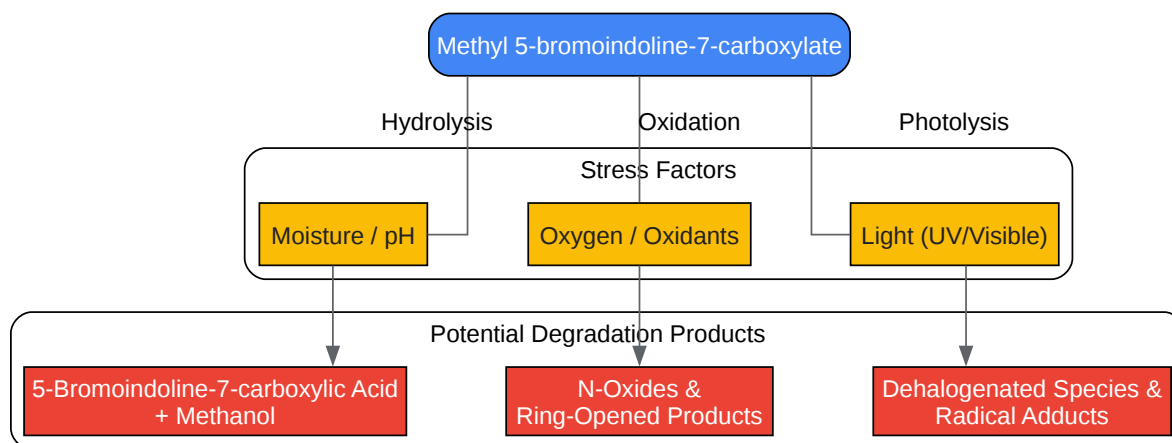 Methyl 5-bromoindoline-7-carboxylate
Hydrolysis
Oxidation
Photolysis
Stress Factors
Moisture / pH
Oxygen / Oxidants
Light (UV/Visible)
Potential Degradation Products
5-Bromoindoline-7-carboxylic Acid
+ Methanol
N-Oxides &
Ring-Opened Products
Dehalogenated Species &
Radical Adducts